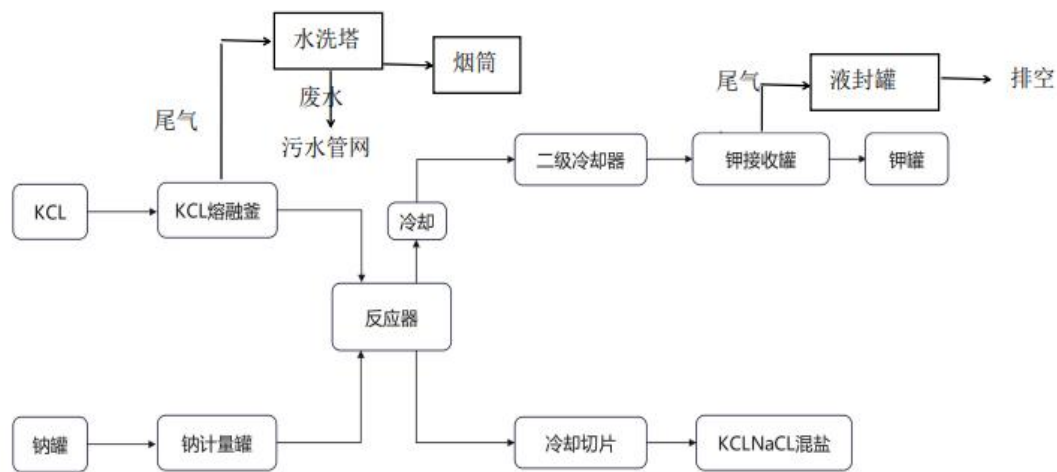 水洗塔
烟筒
尾气
废水
污水管网
尾气
液封罐
排空
二级冷却器
钾接收罐
钾罐
KCL
KCL熔融釜
冷却
反应器
钠罐
钠计量罐
冷却切片
KCLNaCL混盐